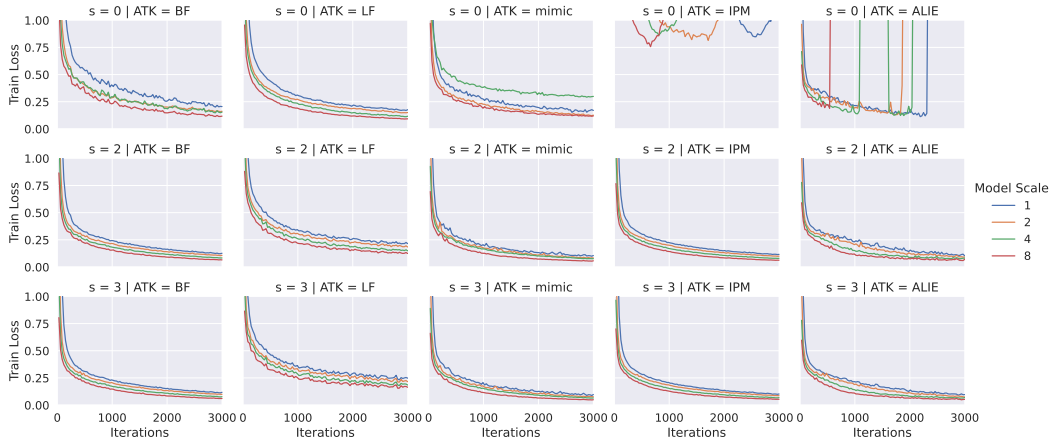 s = 0 | ATK = BF
s = 0 | ATK = LF
s = 0 | ATK = mimic
s = 0 | ATK = IPM
s = 0 | ATK = ALIE
Train Loss
1.00
0.75
0.50
0.25
0.00
s = 2 | ATK = BF
s = 2 | ATK = LF
s = 2 | ATK = mimic
s = 2 | ATK = IPM
s = 2 | ATK = ALIE
Train Loss
1.00
0.75
0.50
0.25
0.00
s = 3 | ATK = BF
s = 3 | ATK = LF
s = 3 | ATK = mimic
s = 3 | ATK = IPM
s = 3 | ATK = ALIE
Train Loss
1.00
0.75
0.50
0.25
0.00
0 1000 2000 3000
0 1000 2000 3000
0 1000 2000 3000
0 1000 2000 3000
0 1000 2000 3000
Iterations
Iterations
Iterations
Iterations
Iterations
Model Scale
1
2
4
8